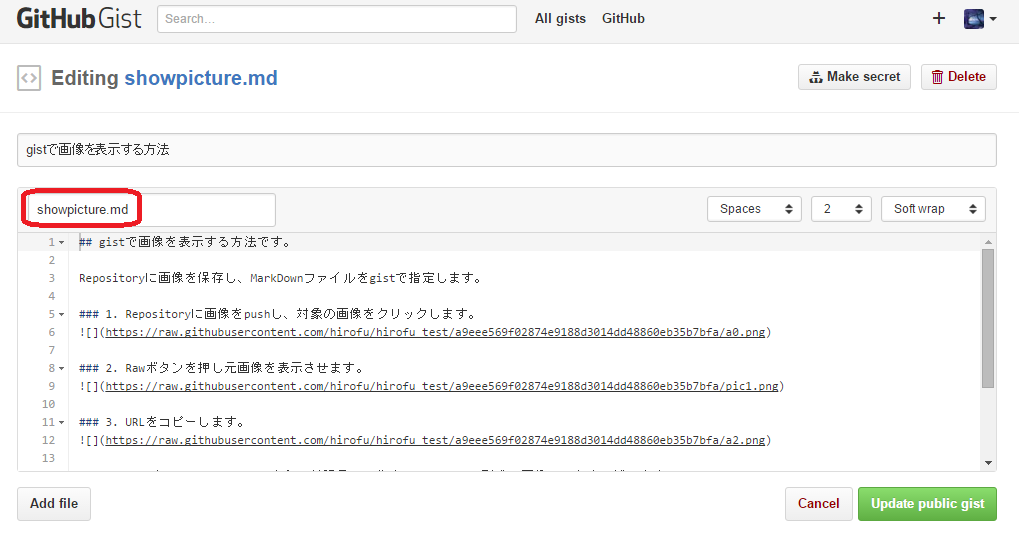 GitHub Gist Search... All gists GitHub
Editing showpicture.md Make secret Delete
gistで画像を表示する方法
showpicture.md Spaces 2 Soft wrap
1 ## gistで画像を表示する方法です。
2
3 Repositoryに画像を保存し、MarkDownファイルをgistで指定します。
4
5 ### 1. Repositoryに画像をpushし、対象の画像をクリックします。
6 ![](https://raw.githubusercontent.com/hirofu/hirofu_test/a9eee569f02874e9188d3014dd48860eb35b7bfa/a0.png)
7
8 ### 2. Rawボタンを押し元画像を表示させます。
9 ![](https://raw.githubusercontent.com/hirofu/hirofu_test/a9eee569f02874e9188d3014dd48860eb35b7bfa/pic1.png)
10
11 ### 3. URLをコピーします。
12 ![](https://raw.githubusercontent.com/hirofu/hirofu_test/a9eee569f02874e9188d3014dd48860eb35b7bfa/a2.png)
13
Add file Cancel Update public gist